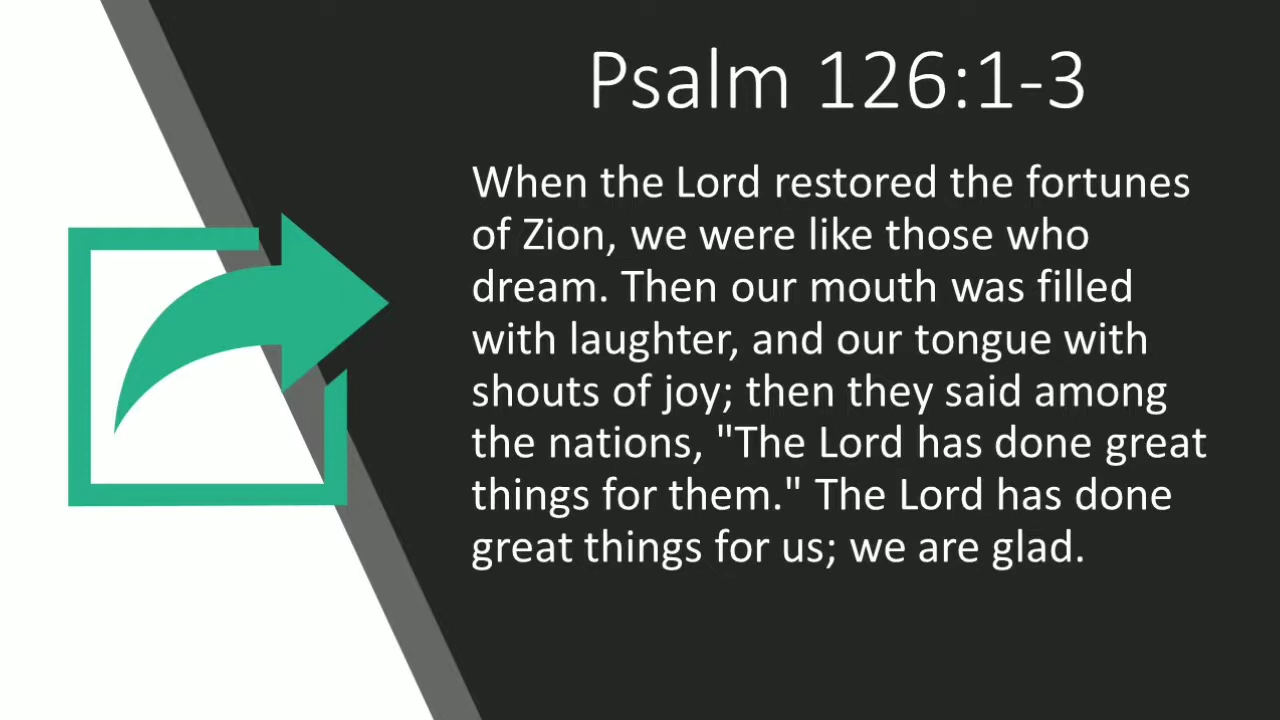 Psalm 126:1-3
When the Lord restored the fortunes
of Zion, we were like those who
dream. Then our mouth was filled
with laughter, and our tongue with
shouts of joy; then they said among
the nations, "The Lord has done great
things for them." The Lord has done
great things for us; we are glad.